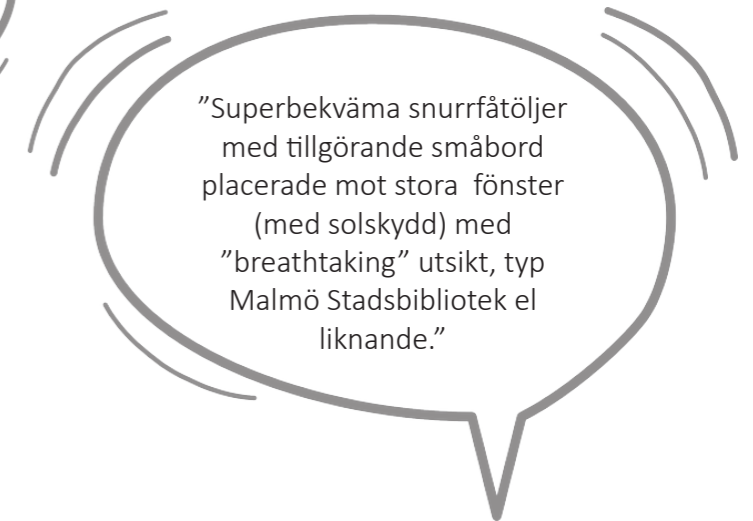 ”Superbekväma snurrfåtöljer
med tillgörande småbord
placerade mot stora  fönster
(med solskydd) med
”breathtaking” utsikt, typ
Malmö Stadsbibliotek el
liknande.”